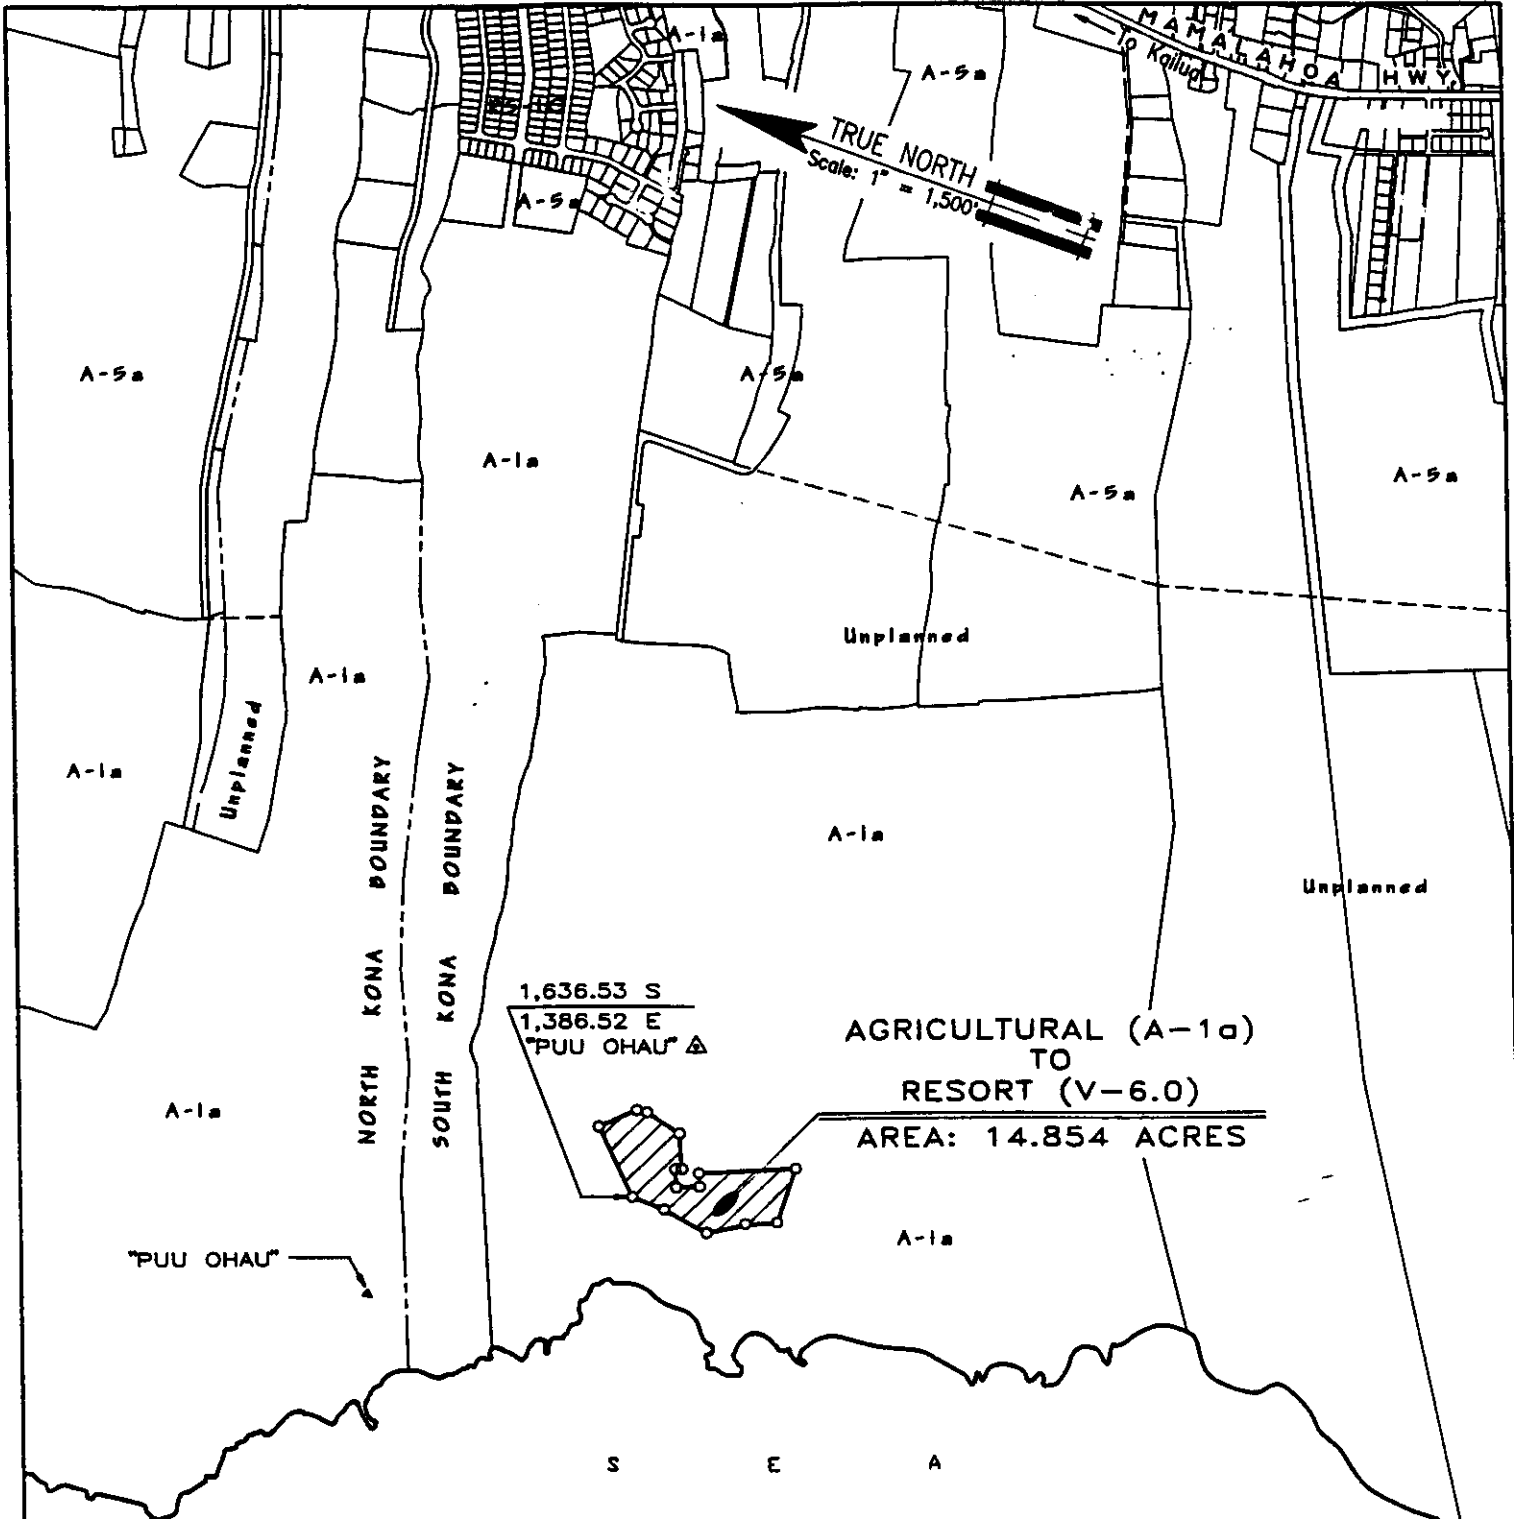 A-1a
MAMALAHOA HWY.
To Kailua
A-5a
TRUE NORTH
Scale: 1" = 1,500'
A-5a
A-5a
A-5a
A-1a
A-5a
A-5a
Unplanned
A-1a
Unplanned
A-1a
NORTH KONA BOUNDARY
SOUTH KONA BOUNDARY
A-1a
Unplanned
1,636.53 S
1,386.52 E
"PUU OHAU"
AGRICULTURAL (A-1a)
TO
RESORT (V-6.0)
AREA: 14.854 ACRES
A-1a
A-1a
"PUU OHAU"
S E A